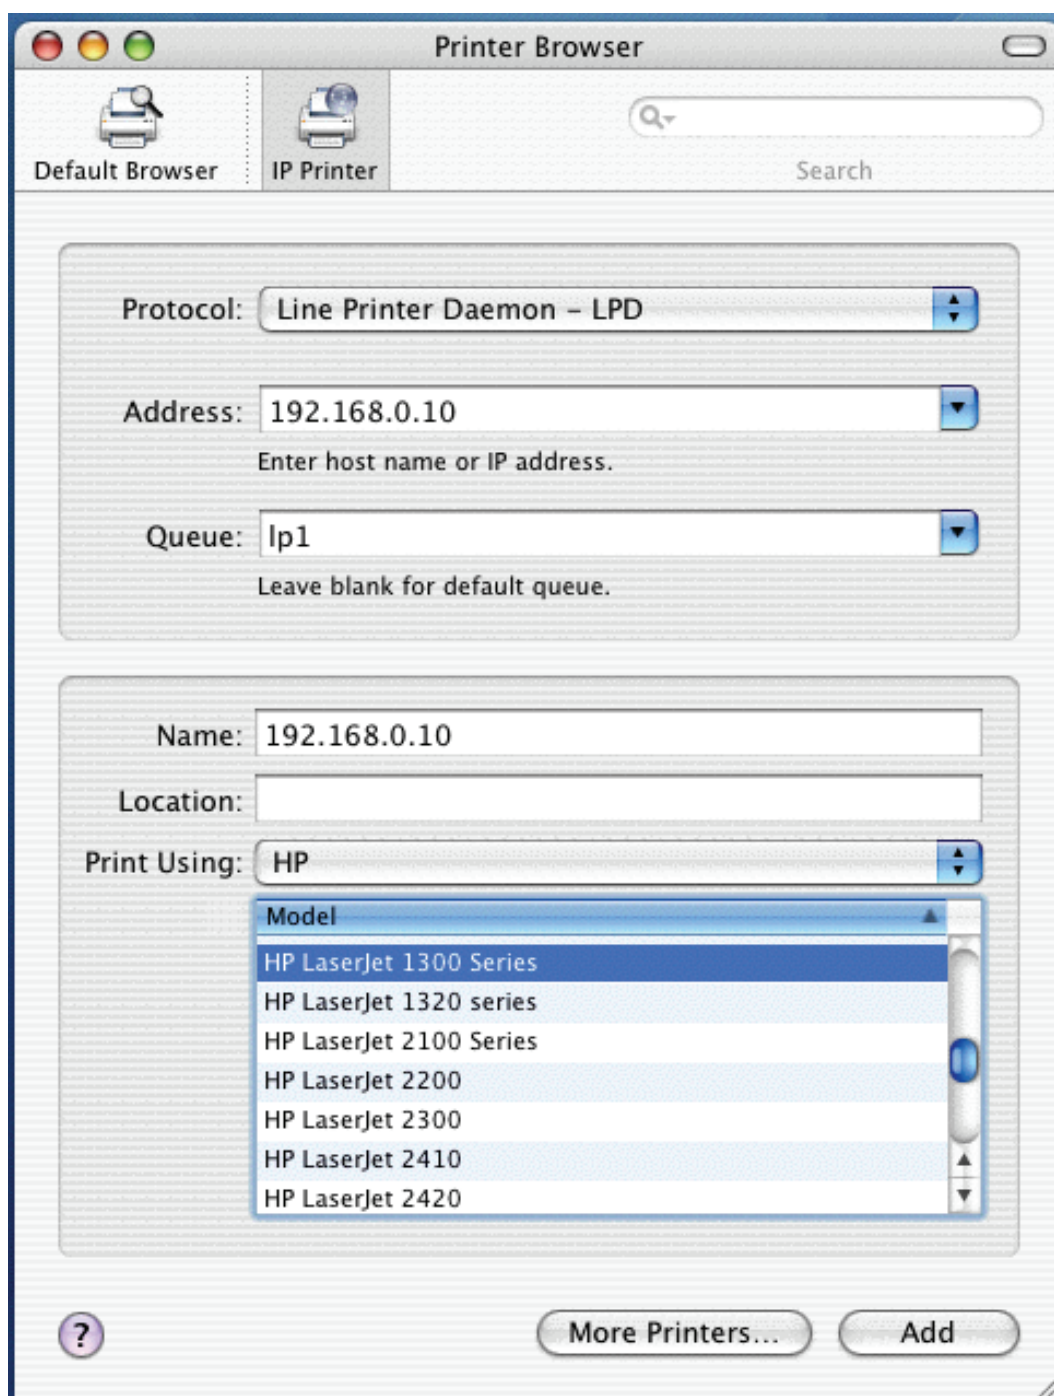 Printer Browser
Default Browser
IP Printer
Search
Protocol: Line Printer Daemon – LPD
Address: 192.168.0.10
Enter host name or IP address.
Queue: lp1
Leave blank for default queue.
Name: 192.168.0.10
Location:
Print Using: HP
Model
HP LaserJet 1300 Series
HP LaserJet 1320 series
HP LaserJet 2100 Series
HP LaserJet 2200
HP LaserJet 2300
HP LaserJet 2410
HP LaserJet 2420
?
More Printers...
Add